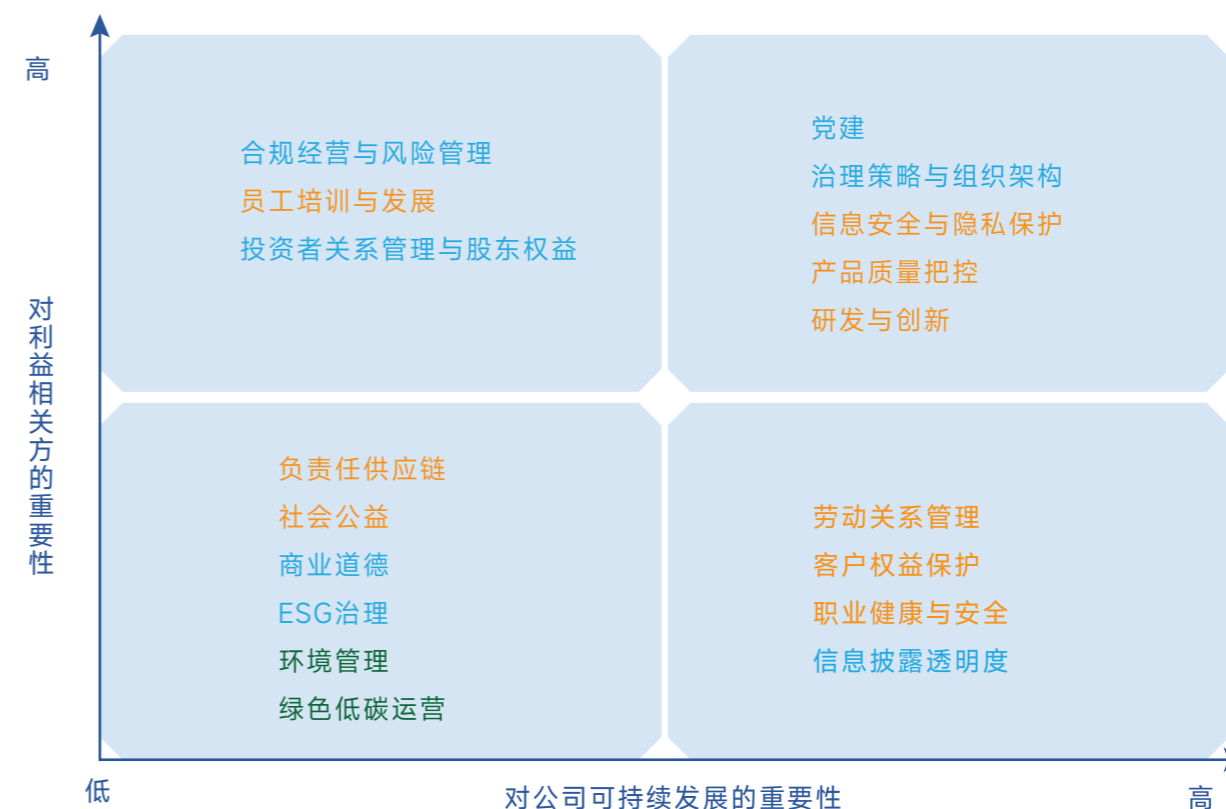 高
合规经营与风险管理
员工培训与发展
投资者关系管理与股东权益
党建
治理策略与组织架构
信息安全与隐私保护
产品质量把控
研发与创新
对利益相关方的重要性
负责任供应链
社会公益
商业道德
ESG治理
环境管理
绿色低碳运营
劳动关系管理
客户权益保护
职业健康与安全
信息披露透明度
低
对公司可持续发展的重要性
高